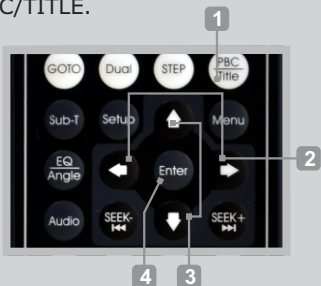 C/TITLE.
1
GOTO Dual STEP PBC/Title
Sub-T Setup Menu
2
EQ/Angle Enter
Audio SEEK- SEEK+
4 3